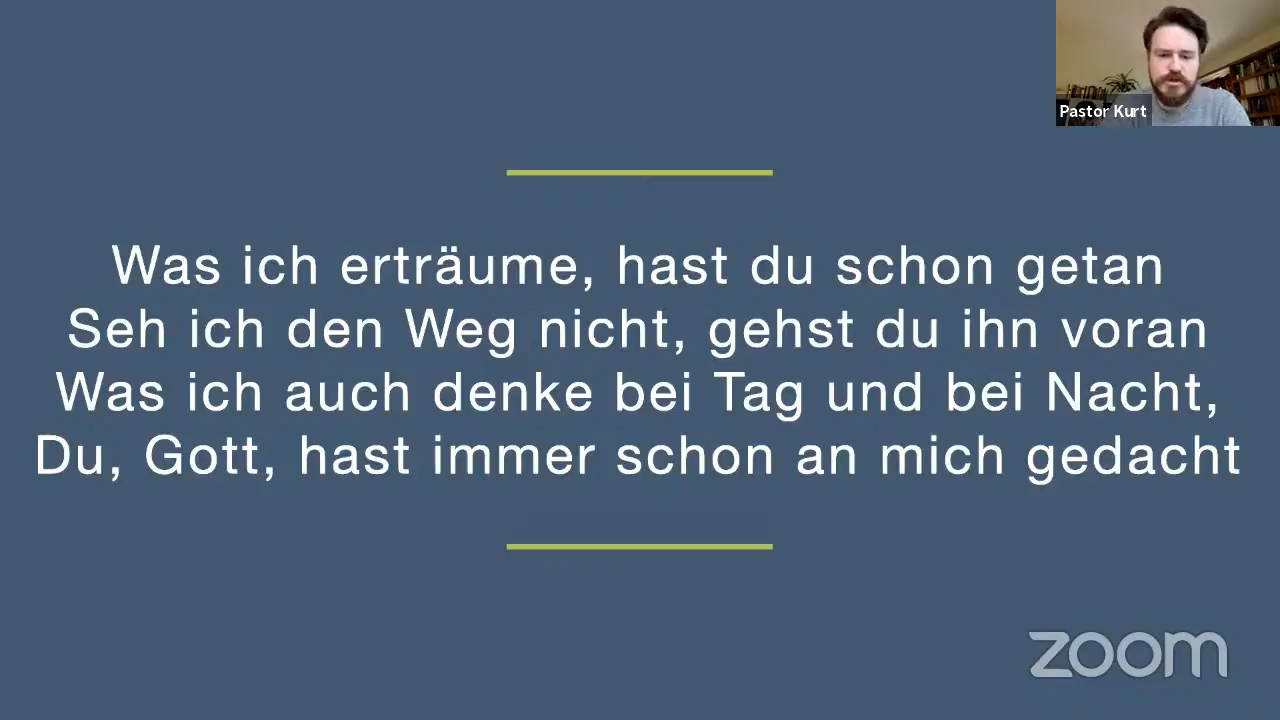 Pastor Kurt
Was ich erträume, hast du schon getan
Seh ich den Weg nicht, gehst du ihn voran
Was ich auch denke bei Tag und bei Nacht,
Du, Gott, hast immer schon an mich gedacht
zoom